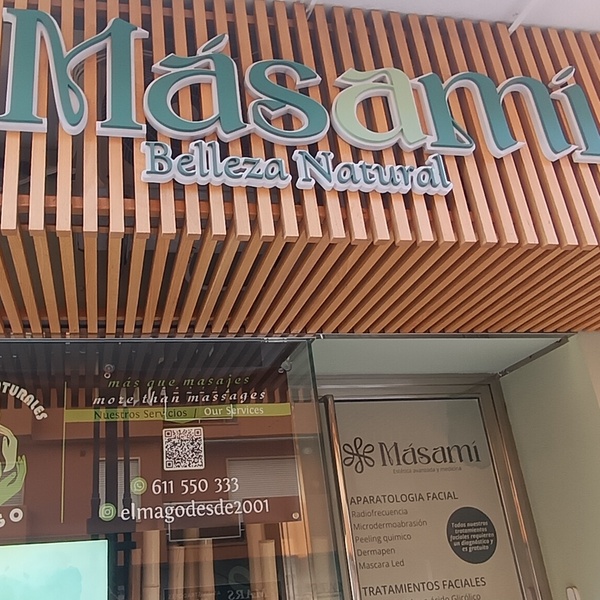 Másamí
Belleza Natural
más que masajes
more than massages
Nuestros Servicios / Our Services
611 550 333
elmagodesde2001
Másamí
Estética avanzada y medicina
APARATOLOGIA FACIAL
Radiofrecuencia
Microdermoabrasión
Peeling quimico
Dermapen
Mascara Led
Todos nuestros
tratamientos
faciales requieren
un diagnóstico y
es gratuito
TRATAMIENTOS FACIALES